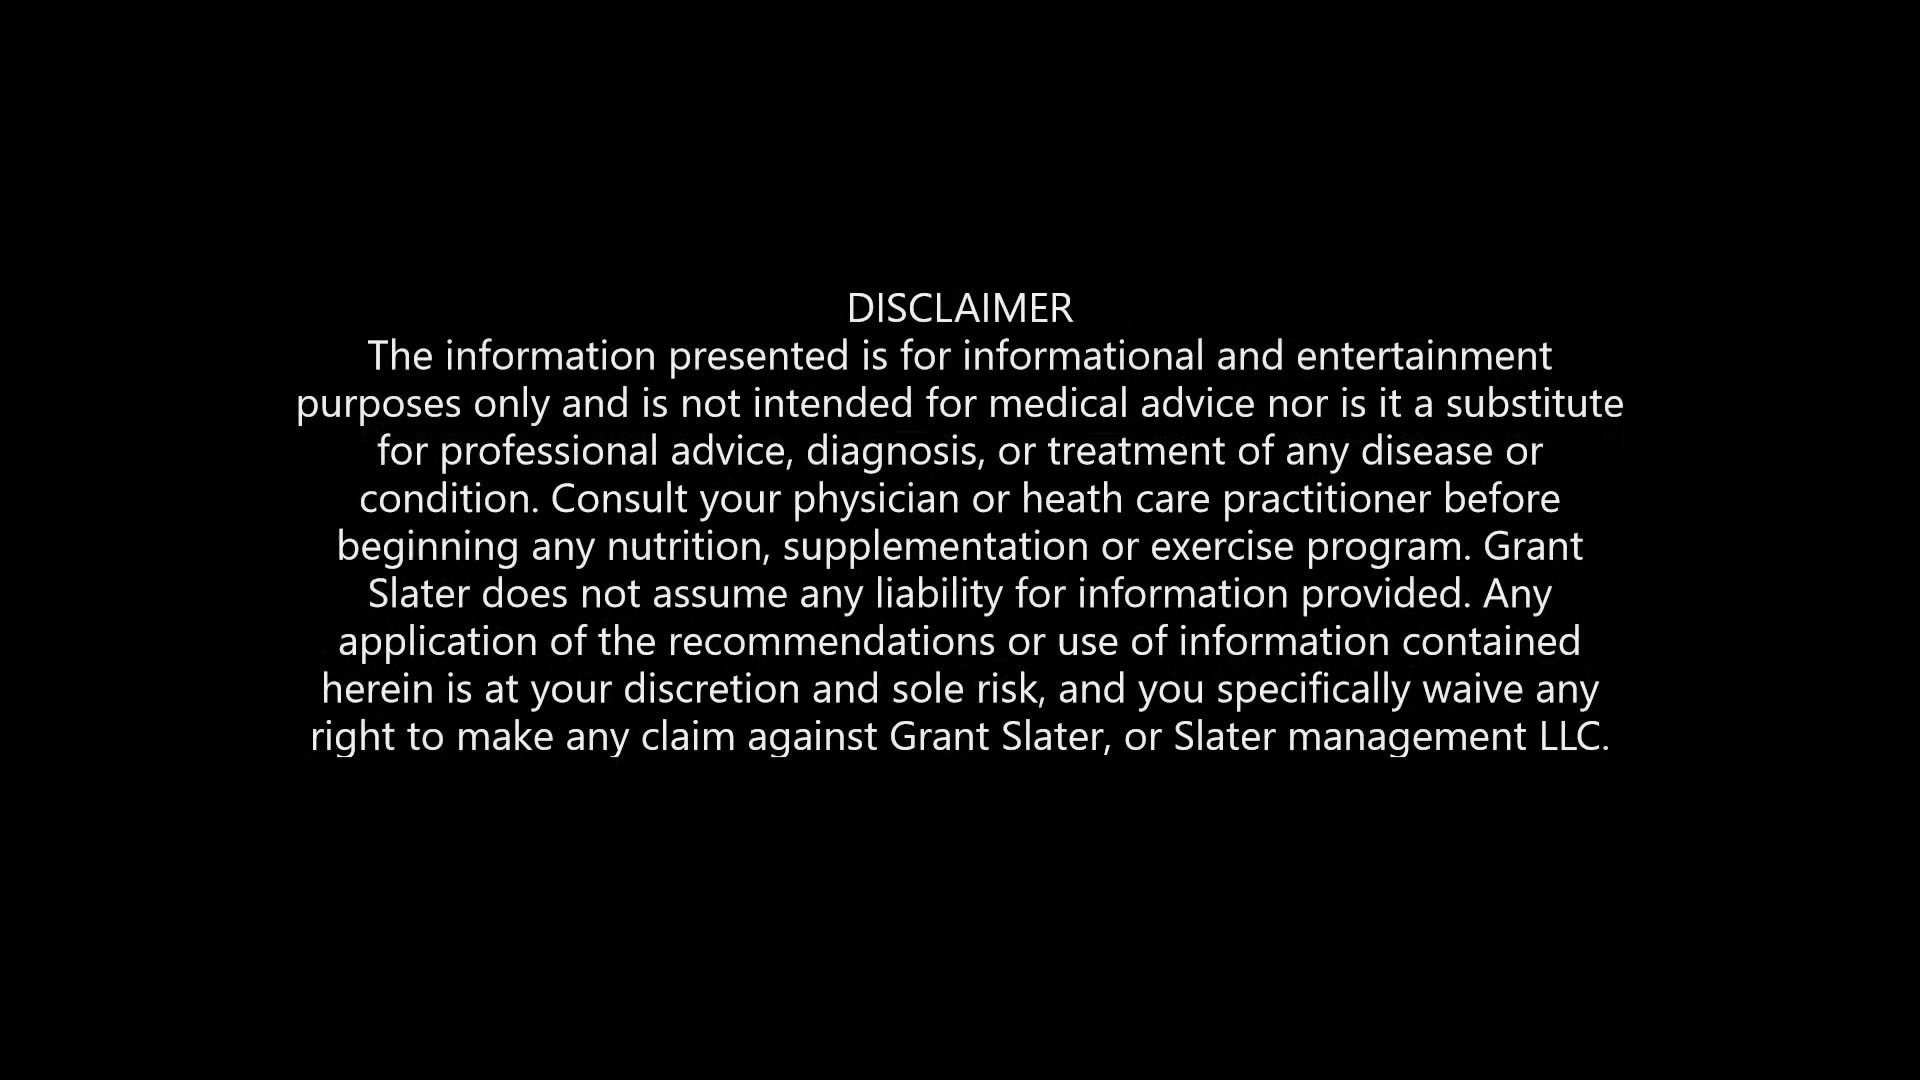 DISCLAIMER
The information presented is for informational and entertainment
purposes only and is not intended for medical advice nor is it a substitute
for professional advice, diagnosis, or treatment of any disease or
condition. Consult your physician or heath care practitioner before
beginning any nutrition, supplementation or exercise program. Grant
Slater does not assume any liability for information provided. Any
application of the recommendations or use of information contained
herein is at your discretion and sole risk, and you specifically waive any
right to make any claim against Grant Slater, or Slater management LLC.